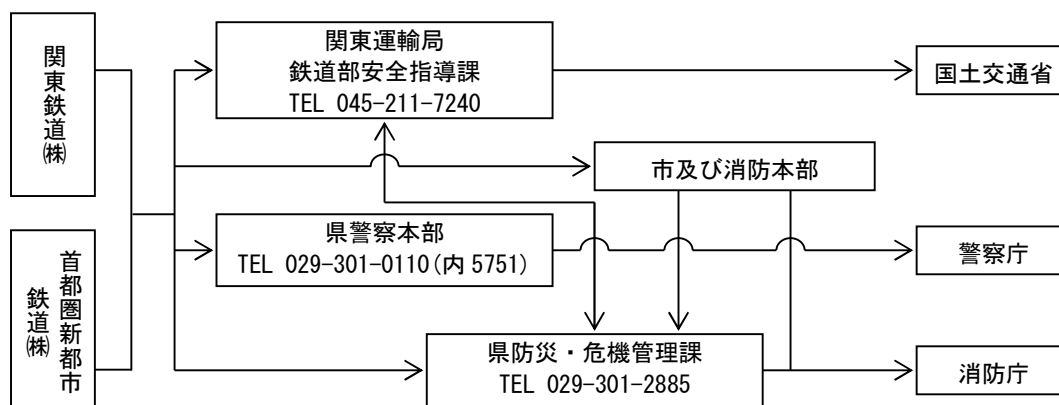 関東鉄道㈱
首都圏新都市
鉄道㈱
関東運輸局
鉄道部安全指導課
TEL 045-211-7240
国土交通省
市及び消防本部
県警察本部
TEL 029-301-0110(内 5751)
警察庁
県防災・危機管理課
TEL 029-301-2885
消防庁